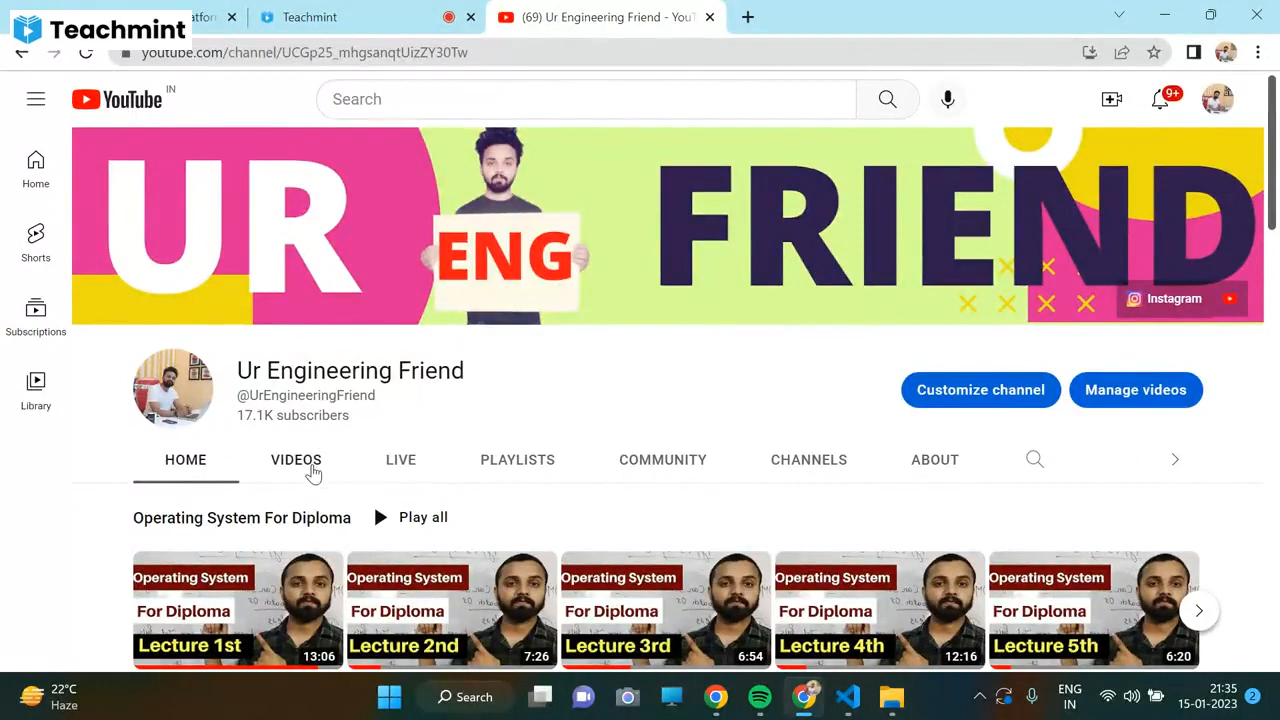 Teachmint
Teachmint
(69) Ur Engineering Friend - YouT
youtube.com/channel/UCGp25_mhgsanqtUizZY30Tw
YouTube IN
Search
9+
Home
Shorts
Subscriptions
Library
UR ENG FRIEND
Instagram
Ur Engineering Friend
@UrEngineeringFriend
17.1K subscribers
Customize channel
Manage videos
HOME VIDEOS LIVE PLAYLISTS COMMUNITY CHANNELS ABOUT
Operating System For Diploma Play all
Operating System
For Diploma
Lecture 1st
13:06
Operating System
For Diploma
Lecture 2nd
7:26
Operating System
For Diploma
Lecture 3rd
6:54
Operating System
For Diploma
Lecture 4th
12:16
Operating System
For Diploma
Lecture 5th
6:20
22°C
Haze
Search
ENG
IN
21:35
15-01-2023
2